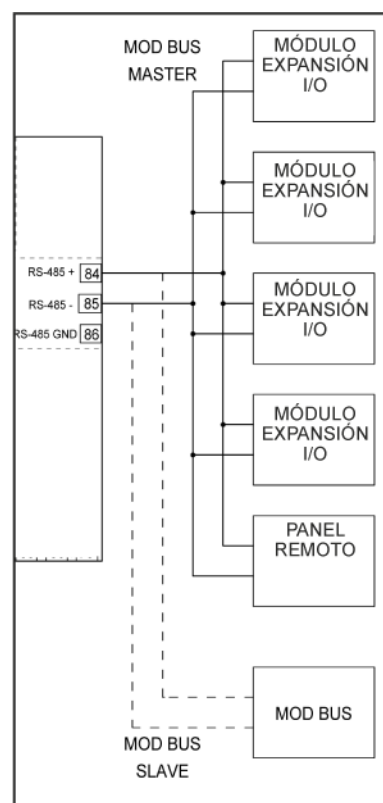 MOD BUS
MASTER
MÓDULO
EXPANSIÓN
I/O
MÓDULO
EXPANSIÓN
I/O
RS-485 + 84
RS-485 - 85
RS-485 GND 86
MÓDULO
EXPANSIÓN
I/O
MÓDULO
EXPANSIÓN
I/O
PANEL
REMOTO
MOD BUS
MOD BUS
SLAVE